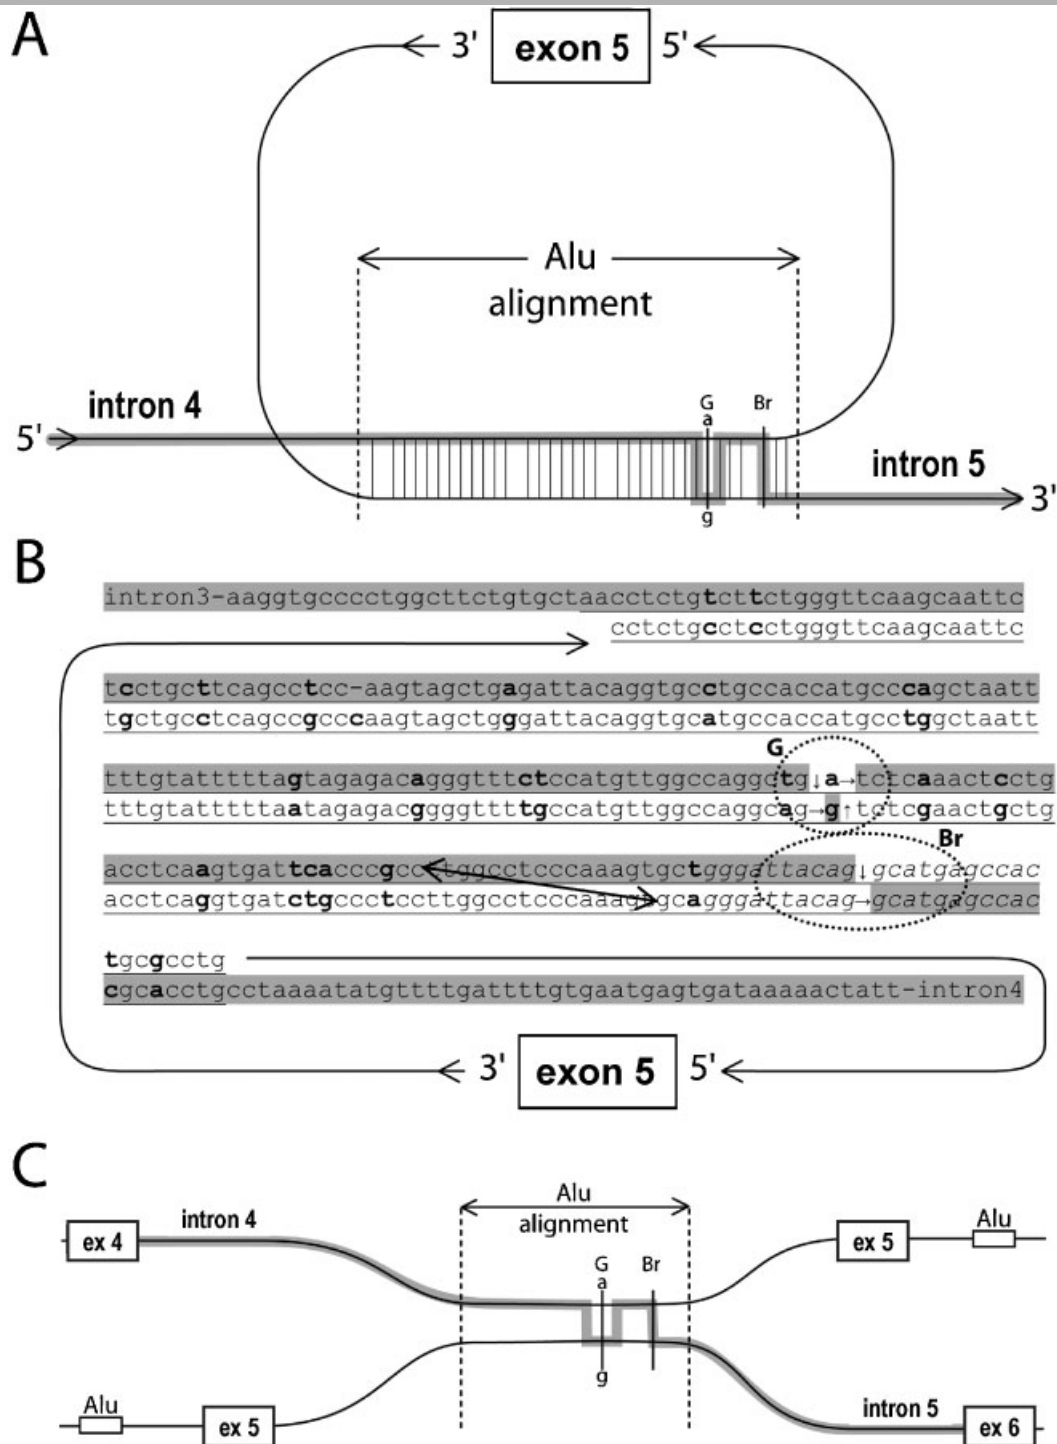 A
3' exon 5 5'
Alu
alignment
intron 4
G
a
Br
5'
intron 5
3'
g
B
intron3-aaggtgcccctggcttctgtgctaacctctgtcttctgggttcaagcaattc
cctctgcctcctgggttcaagcaattc
tcctgcttcagcctcc-aagtagctgagattacaggtgcctgccaccatgcccagctaatt
tgctgcctcagccgcccaagtagctgggattacaggtgcatgccaccatgcctggctaatt
G
tttgtatttttagtagagacagggtttctccatgttggccaggctg↓a→tctcaaactcctg
tttgtatttttaatagagacggggttttgccatgttggccaggcag→g↑tgtcgaactgctg
Br
acctcaagtgattcacccgcctggcctcccaaagtgctgggattacag↓gcatgagccac
acctcaggtgatctgccctccttggcctcccaaagtgcagggattacag→gcatgagccac
tgcgcctg
cgcacctgcctaaaatatgttttgattttgtgaatgagtgataaaaactatt-intron4
3' exon 5 5'
C
Alu
alignment
ex 4
intron 4
G
a
Br
ex 5
Alu
g
Alu
ex 5
intron 5
ex 6